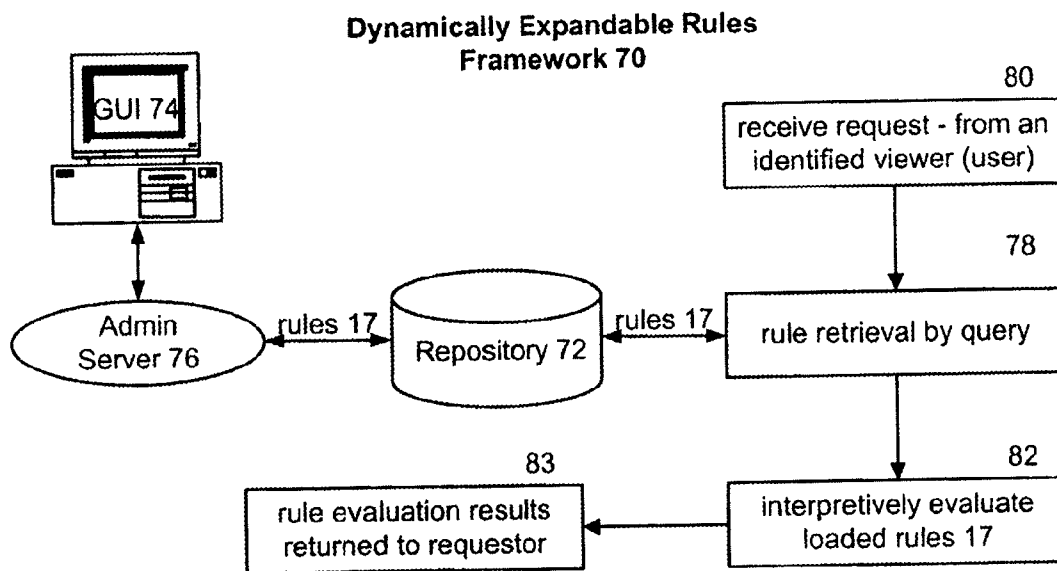 Dynamically Expandable Rules
Framework 70
GUI 74
80
receive request - from an
identified viewer (user)
78
Admin
Server 76
rules 17
Repository 72
rules 17
rule retrieval by query
83
82
rule evaluation results
returned to requestor
interpretively evaluate
loaded rules 17